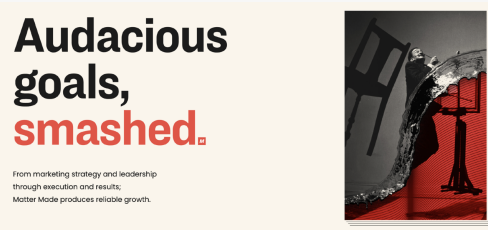 Audacious
goals,
smashed.
From marketing strategy and leadership
through execution and results;
Matter Made produces reliable growth.